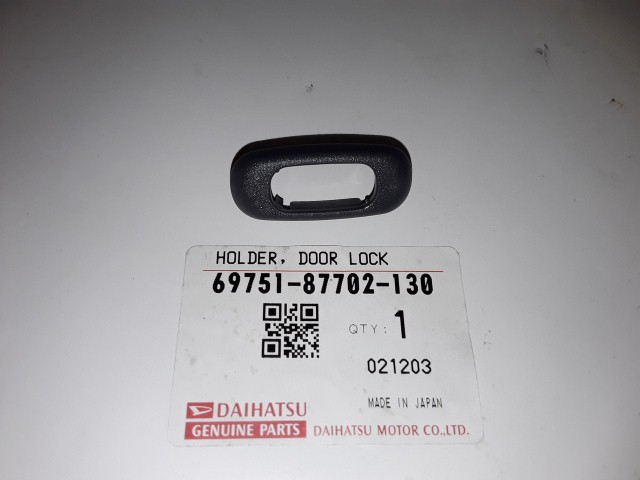 HOLDER, DOOR LOCK
69751-87702-130
QTY: 1
021203
MADE IN JAPAN
DAIHATSU
GENUINE PARTS DAIHATSU MOTOR CO.,LTD.